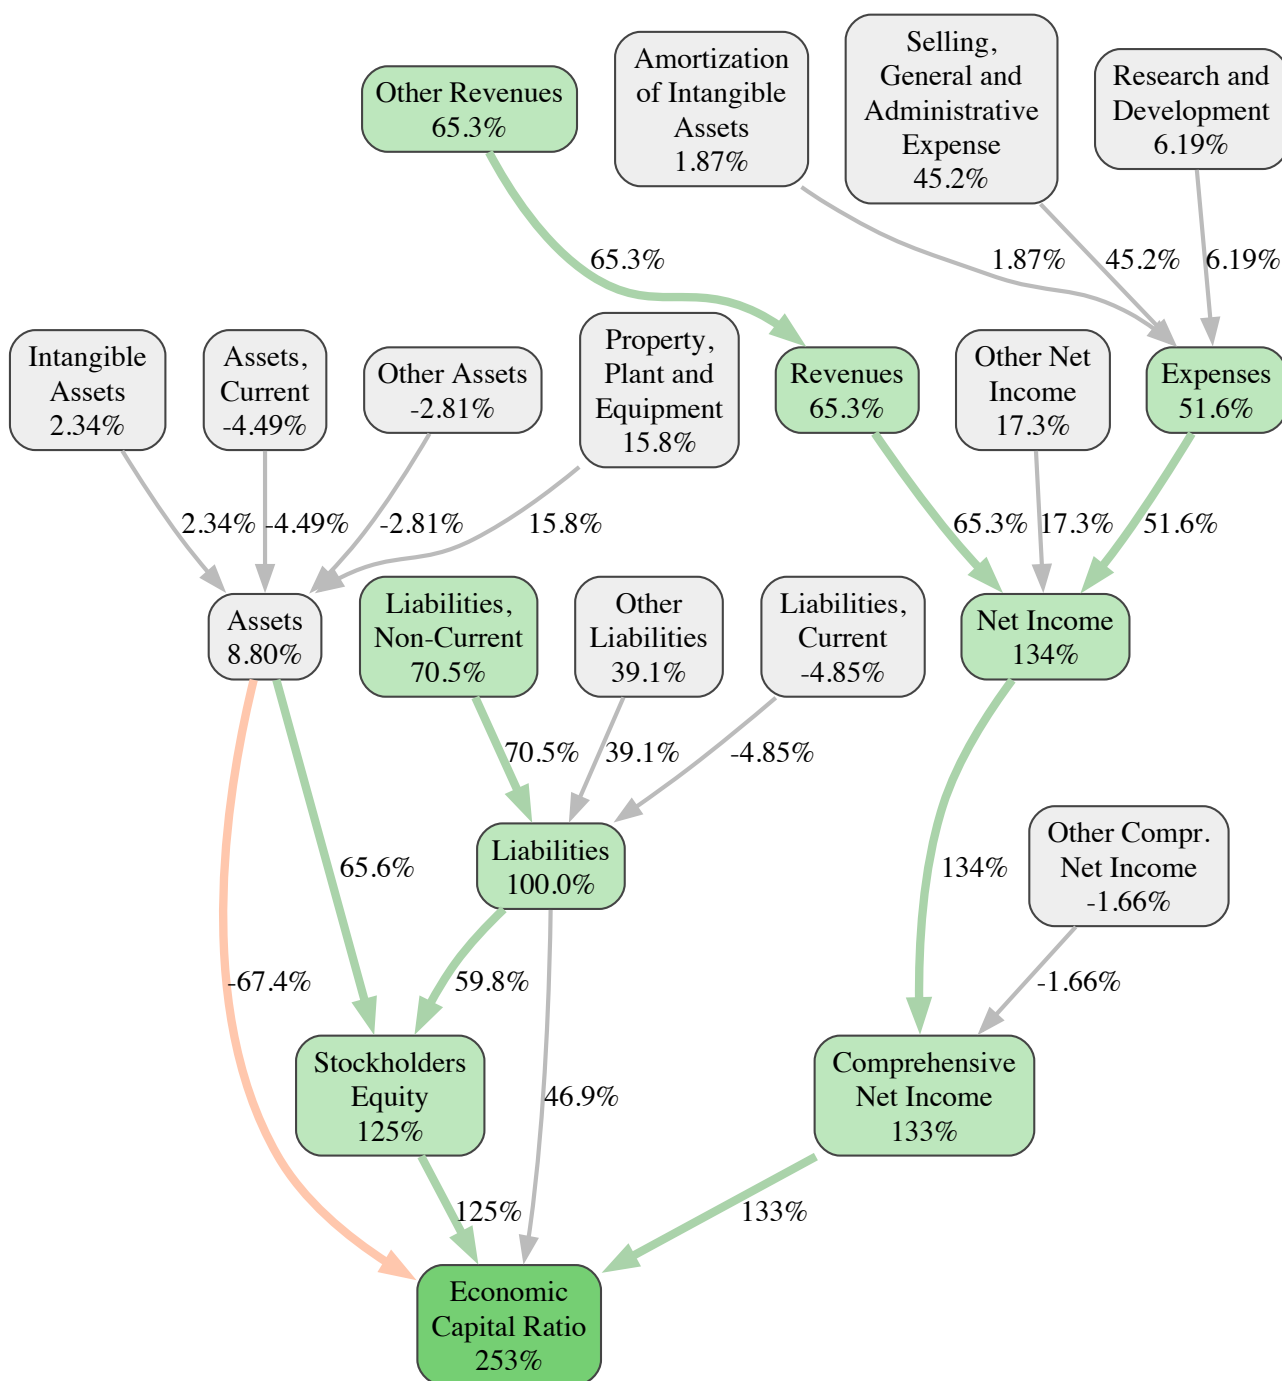 Other Revenues
65.3%
Amortization
of Intangible
Assets
1.87%
Selling,
General and
Administrative
Expense
45.2%
Research and
Development
6.19%
65.3%
1.87%
45.2%
6.19%
Intangible
Assets
2.34%
Assets,
Current
-4.49%
Other Assets
-2.81%
Property,
Plant and
Equipment
15.8%
Revenues
65.3%
Other Net
Income
17.3%
Expenses
51.6%
2.34%
-4.49%
-2.81%
15.8%
65.3%
17.3%
51.6%
Assets
8.80%
Liabilities,
Non-Current
70.5%
Other
Liabilities
39.1%
Liabilities,
Current
-4.85%
Net Income
134%
70.5%
39.1%
-4.85%
65.6%
Liabilities
100.0%
134%
Other Compr.
Net Income
-1.66%
-67.4%
59.8%
-1.66%
Stockholders
Equity
125%
46.9%
Comprehensive
Net Income
133%
125%
133%
Economic
Capital Ratio
253%